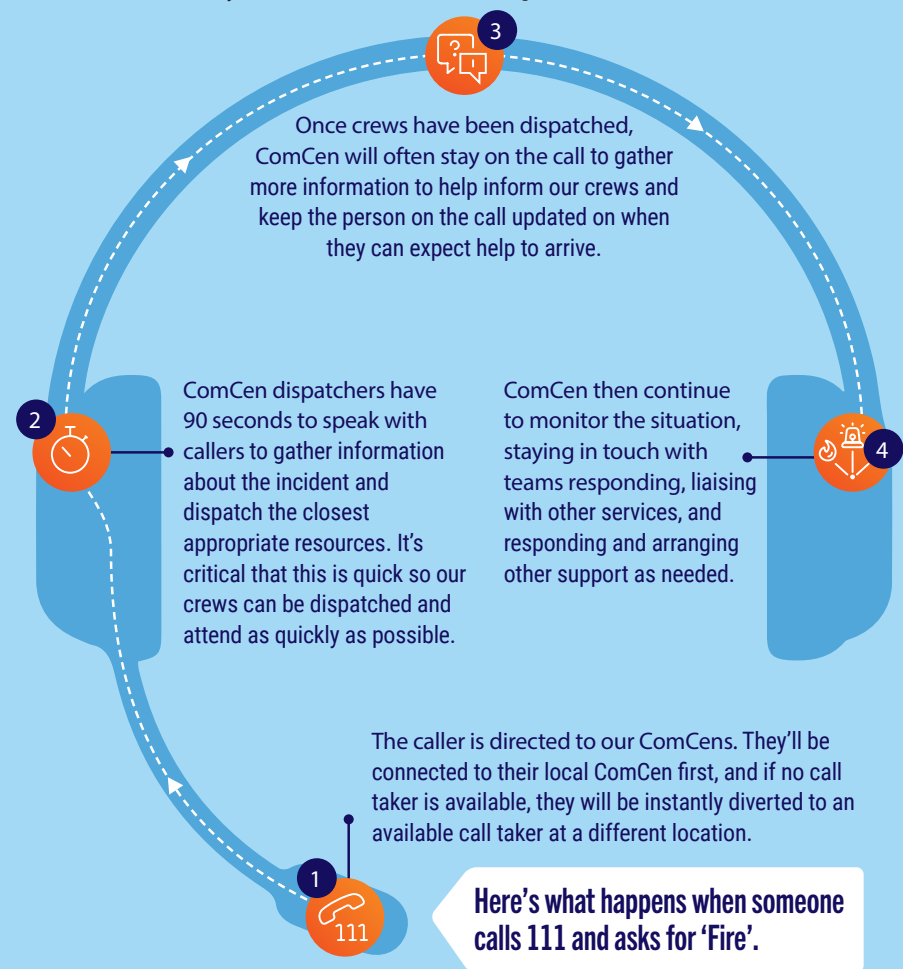 3
Once crews have been dispatched,
ComCen will often stay on the call to gather
more information to help inform our crews and
keep the person on the call updated on when
they can expect help to arrive.
2
ComCen dispatchers have
90 seconds to speak with
callers to gather information
about the incident and
dispatch the closest
appropriate resources. It's
critical that this is quick so our
crews can be dispatched and
attend as quickly as possible.
ComCen then continue
to monitor the situation,
staying in touch with
teams responding, liaising
with other services, and
responding and arranging
other support as needed.
4
The caller is directed to our ComCens. They'll be
connected to their local ComCen first, and if no call
taker is available, they will be instantly diverted to an
available call taker at a different location.
1
111
Here's what happens when someone
calls 111 and asks for 'Fire'.